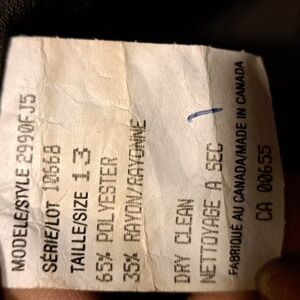 MODELE/STYLE 2990FJ5
SÉRIE/LOT 10668
TAILLE/SIZE 13
65% POLYESTER
35% RAYON/RAYONNE
DRY CLEAN
NETTOYAGE A SEC
FABRIQUÉ AU CANADA/MADE IN CANADA
CA 00655